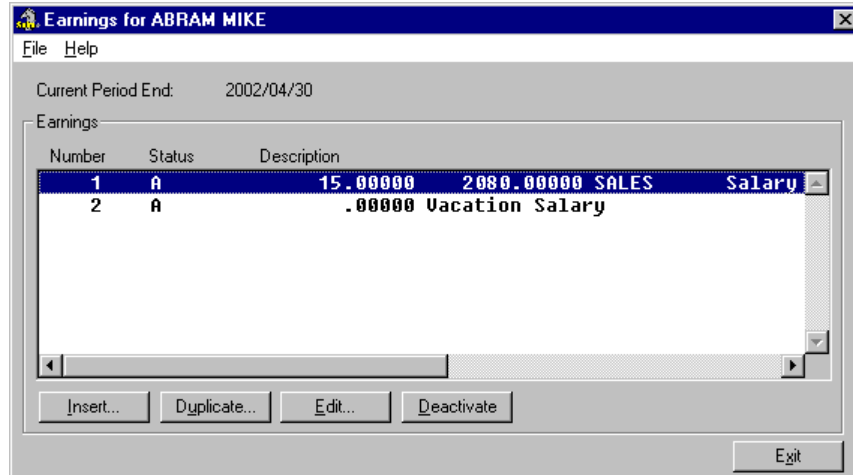 Earnings for ABRAM MIKE
File Help
Current Period End: 2002/04/30
Earnings
Number Status Description
1 A 15.00000 2080.00000 SALES Salary
2 A .00000 Vacation Salary
Insert... Duplicate... Edit... Deactivate
Exit